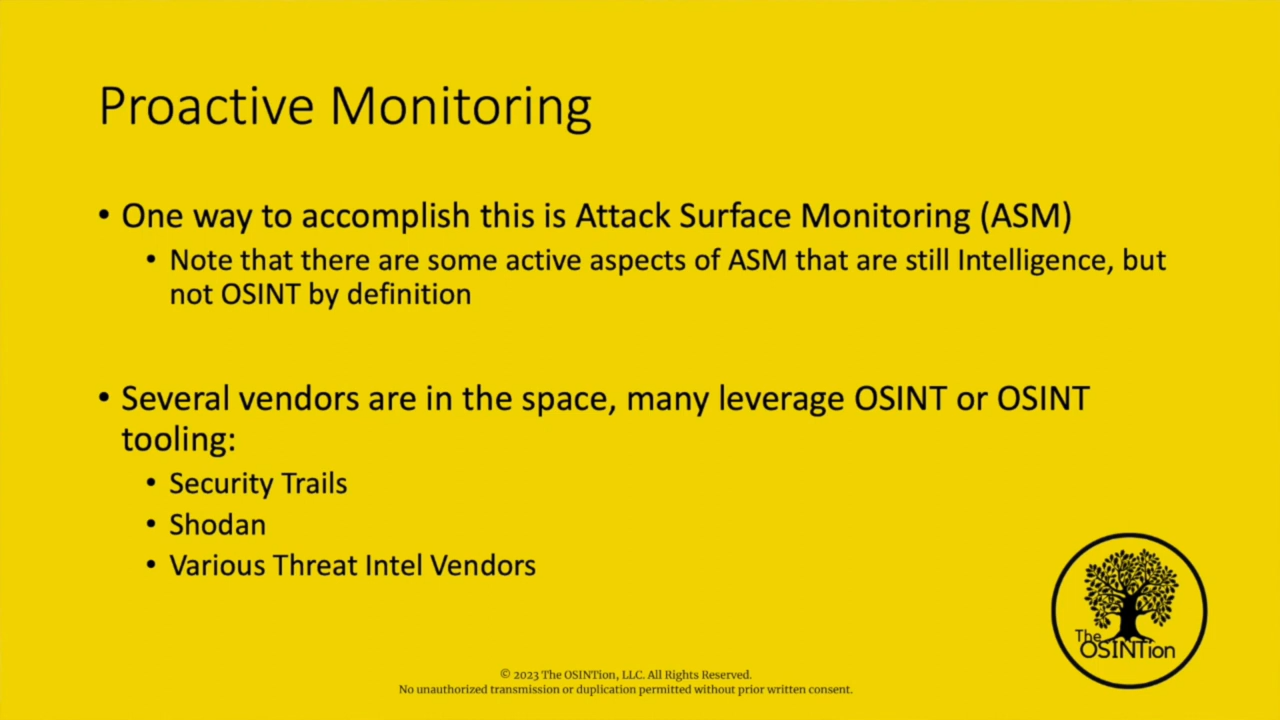 Proactive Monitoring
• One way to accomplish this is Attack Surface Monitoring (ASM)
• Note that there are some active aspects of ASM that are still Intelligence, but
not OSINT by definition
• Several vendors are in the space, many leverage OSINT or OSINT
tooling:
• Security Trails
• Shodan
• Various Threat Intel Vendors
The
OSINTion
© 2023 The OSINTion, LLC. All Rights Reserved.
No unauthorized transmission or duplication permitted without prior written consent.